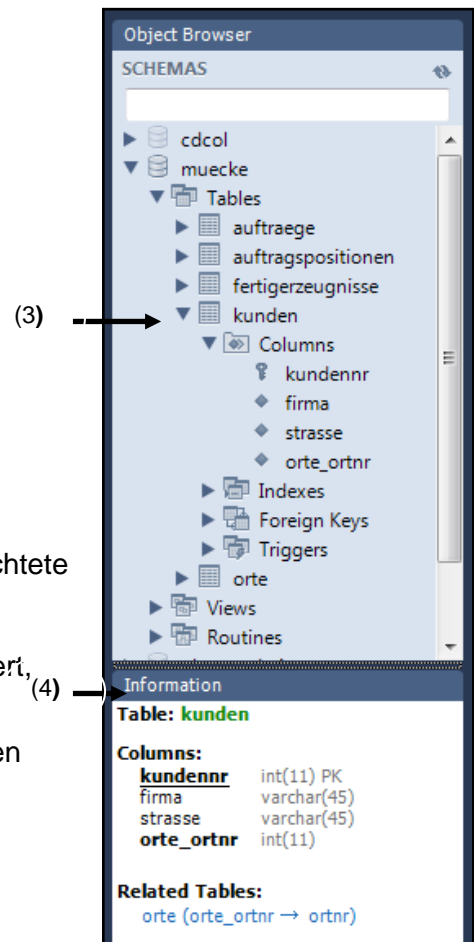 Object Browser
SCHEMAS
cdcol
muecke
Tables
auftraege
auftragspositionen
fertigerzeugnisse
(3)
kunden
Columns
kundennr
firma
strasse
orte_ortnr
Indexes
Foreign Keys
Triggers
chtete
orte
Views
Routines
ert,
(4)
Information
Table: kunden
en
Columns:
kundennr int(11) PK
firma varchar(45)
strasse varchar(45)
orte_ortnr int(11)
Related Tables:
orte (orte_ortnr → ortnr)